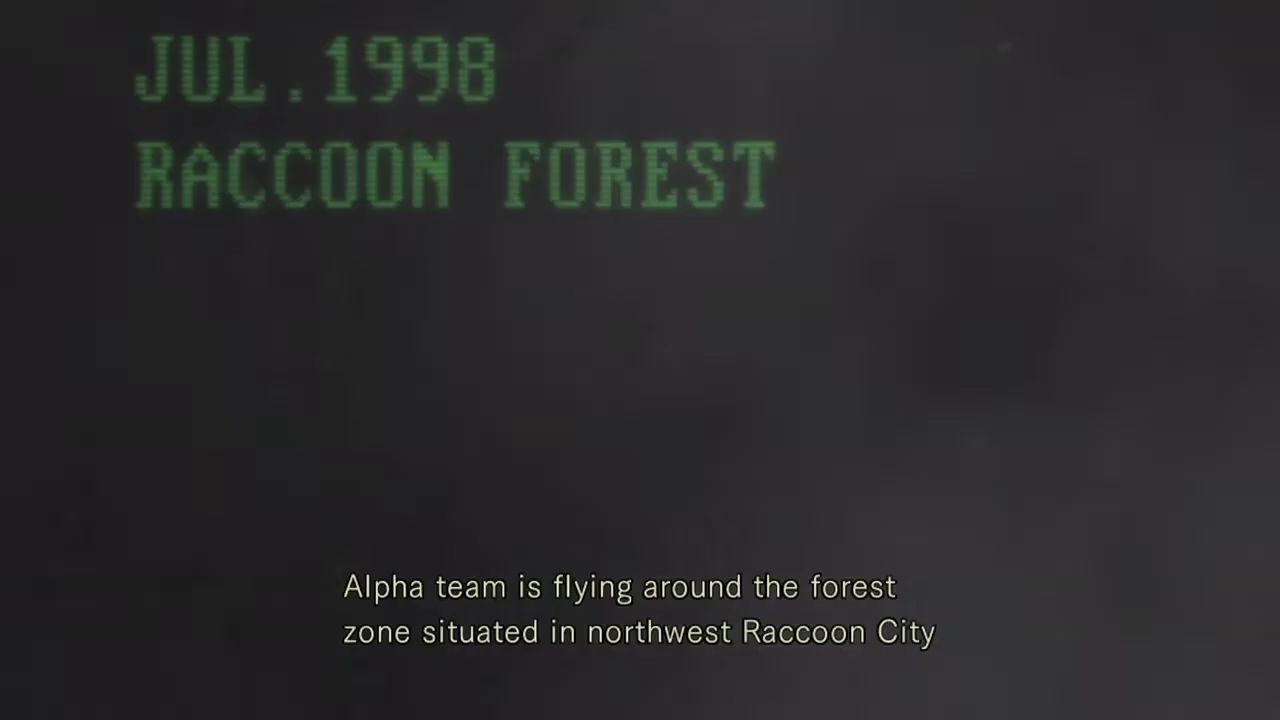 JUL.1998
RACCOON FOREST
Alpha team is flying around the forest
zone situated in northwest Raccoon City